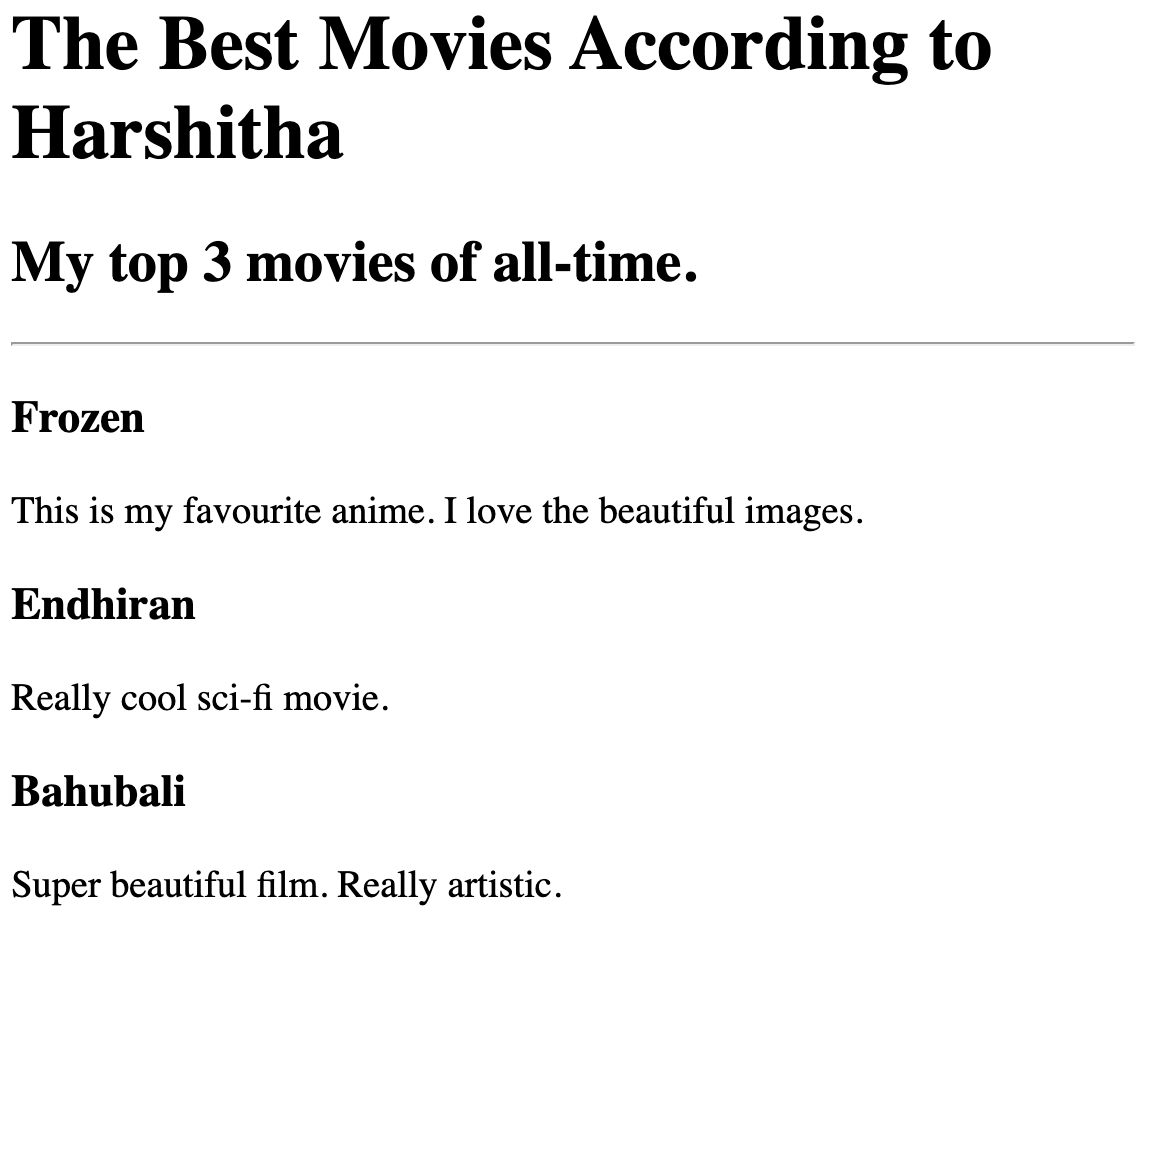 The Best Movies According to
Harshitha
My top 3 movies of all-time.
Frozen
This is my favourite anime. I love the beautiful images.
Endhiran
Really cool sci-fi movie.
Bahubali
Super beautiful film. Really artistic.